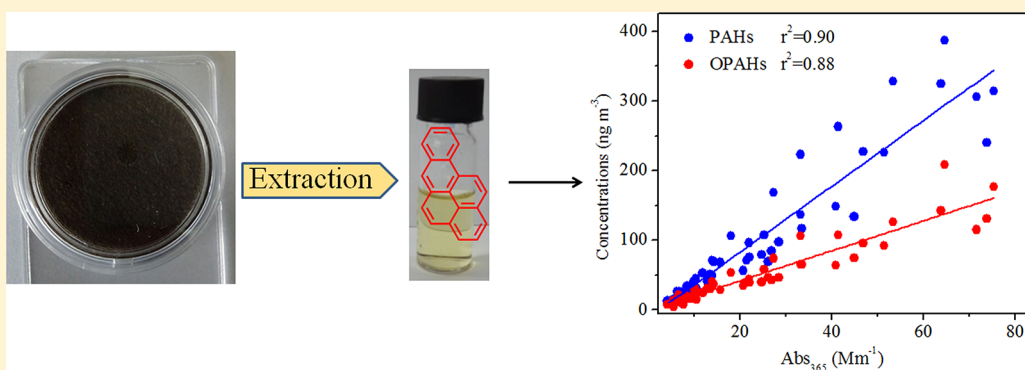 Extraction
PAHs r²=0.90
OPAHs r²=0.88
Concentrations (ng m⁻³)
400
300
200
100
0
20
40
60
80
Abs₃₆₅ (Mm⁻¹)